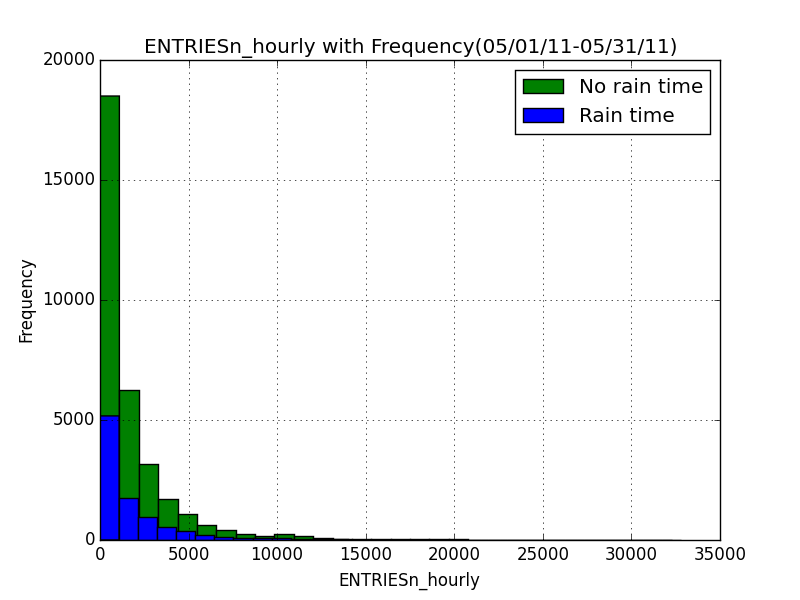 ENTRIESn_hourly with Frequency(05/01/11-05/31/11)
No rain time
Rain time
20000
15000
10000
5000
0
Frequency
0 5000 10000 15000 20000 25000 30000 35000
ENTRIESn_hourly